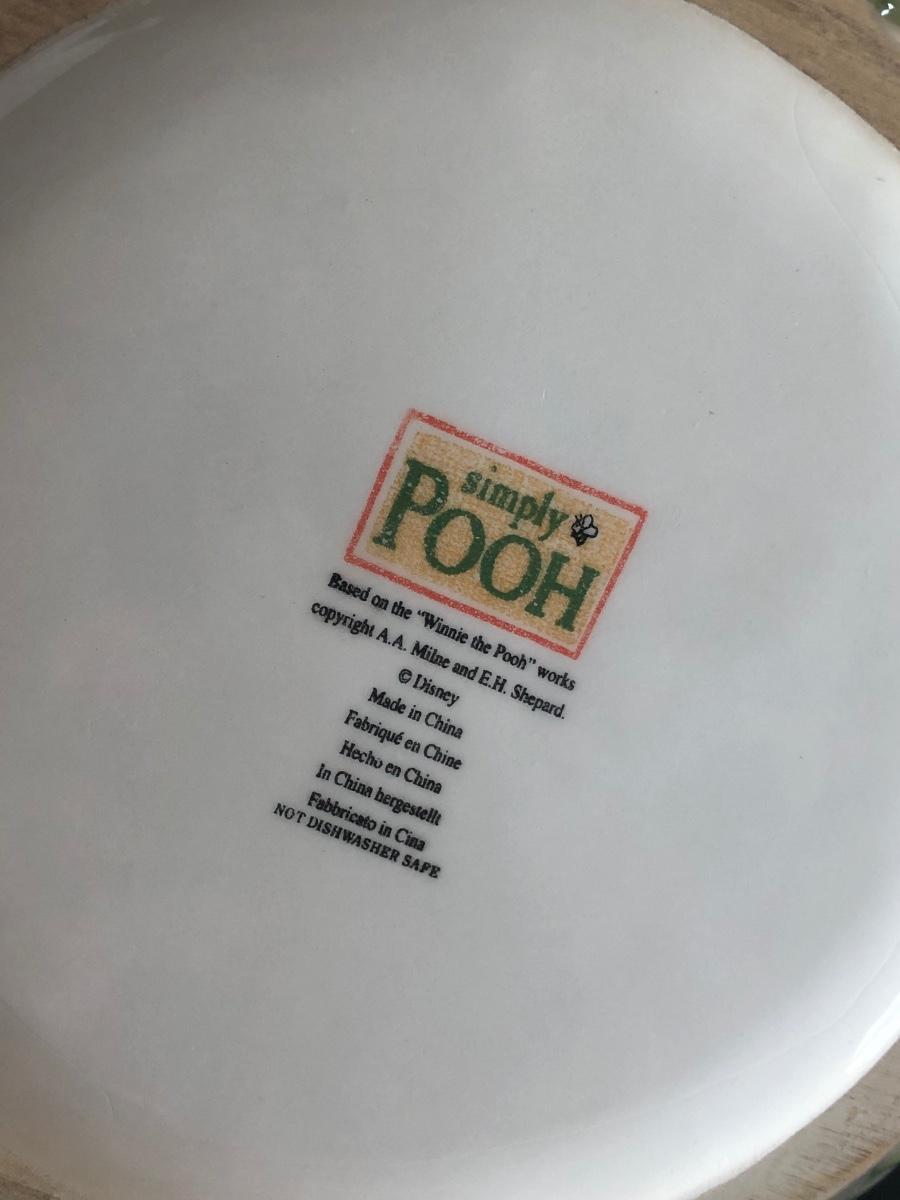 simply
POOH
Based on the "Winnie the Pooh" works
copyright A.A. Milne and E.H. Shepard.
© Disney
Made in China
Fabriqué en Chine
Hecho en China
In China hergestellt
Fabbricato in Cina
NOT DISHWASHER SAFE